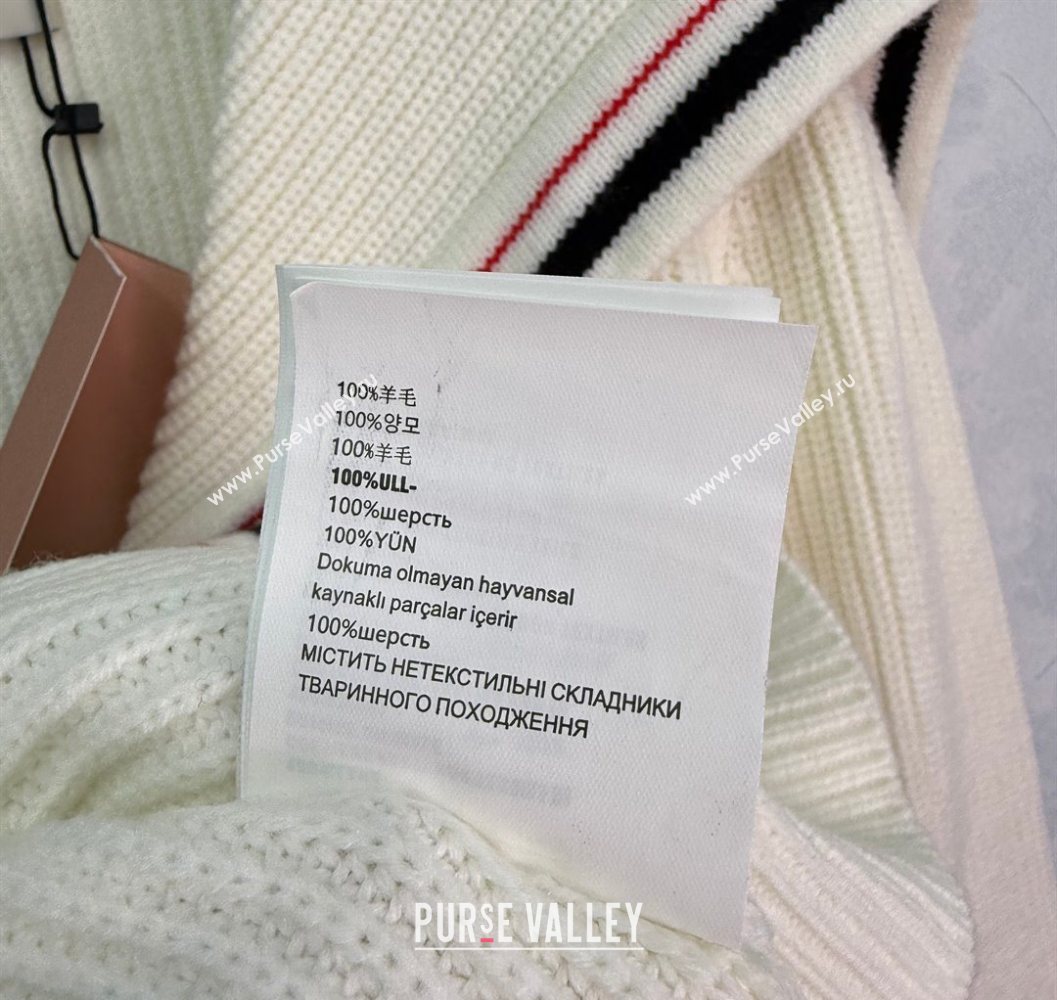 100%羊毛
100%양모
100%羊毛
100%ULL-
100%шерсть
100%YÜN
Dokuma olmayan hayvansal
kaynaklı parçalar içerir
100%шерсть
МІСТИТЬ НЕТЕКСТИЛЬНІ СКЛАДНИКИ
ТВАРИННОГО ПОХОДЖЕННЯ
www.PurseValley.ru
www.PurseValley.ru
PURSE VALLEY